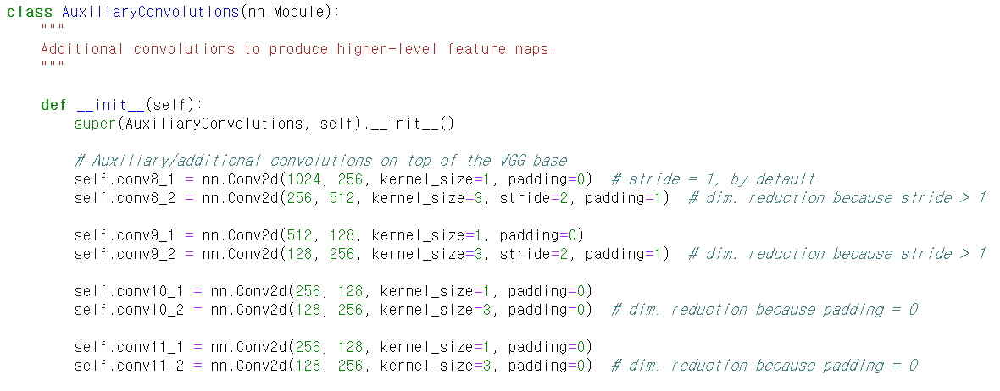 class AuxiliaryConvolutions(nn.Module):
    """
    Additional convolutions to produce higher-level feature maps.
    """

    def __init__(self):
        super(AuxiliaryConvolutions, self).__init__()

        # Auxiliary/additional convolutions on top of the VGG base
        self.conv8_1 = nn.Conv2d(1024, 256, kernel_size=1, padding=0)  # stride = 1, by default
        self.conv8_2 = nn.Conv2d(256, 512, kernel_size=3, stride=2, padding=1)  # dim. reduction because stride > 1

        self.conv9_1 = nn.Conv2d(512, 128, kernel_size=1, padding=0)
        self.conv9_2 = nn.Conv2d(128, 256, kernel_size=3, stride=2, padding=1)  # dim. reduction because stride > 1

        self.conv10_1 = nn.Conv2d(256, 128, kernel_size=1, padding=0)
        self.conv10_2 = nn.Conv2d(128, 256, kernel_size=3, padding=0)  # dim. reduction because padding = 0

        self.conv11_1 = nn.Conv2d(256, 128, kernel_size=1, padding=0)
        self.conv11_2 = nn.Conv2d(128, 256, kernel_size=3, padding=0)  # dim. reduction because padding = 0